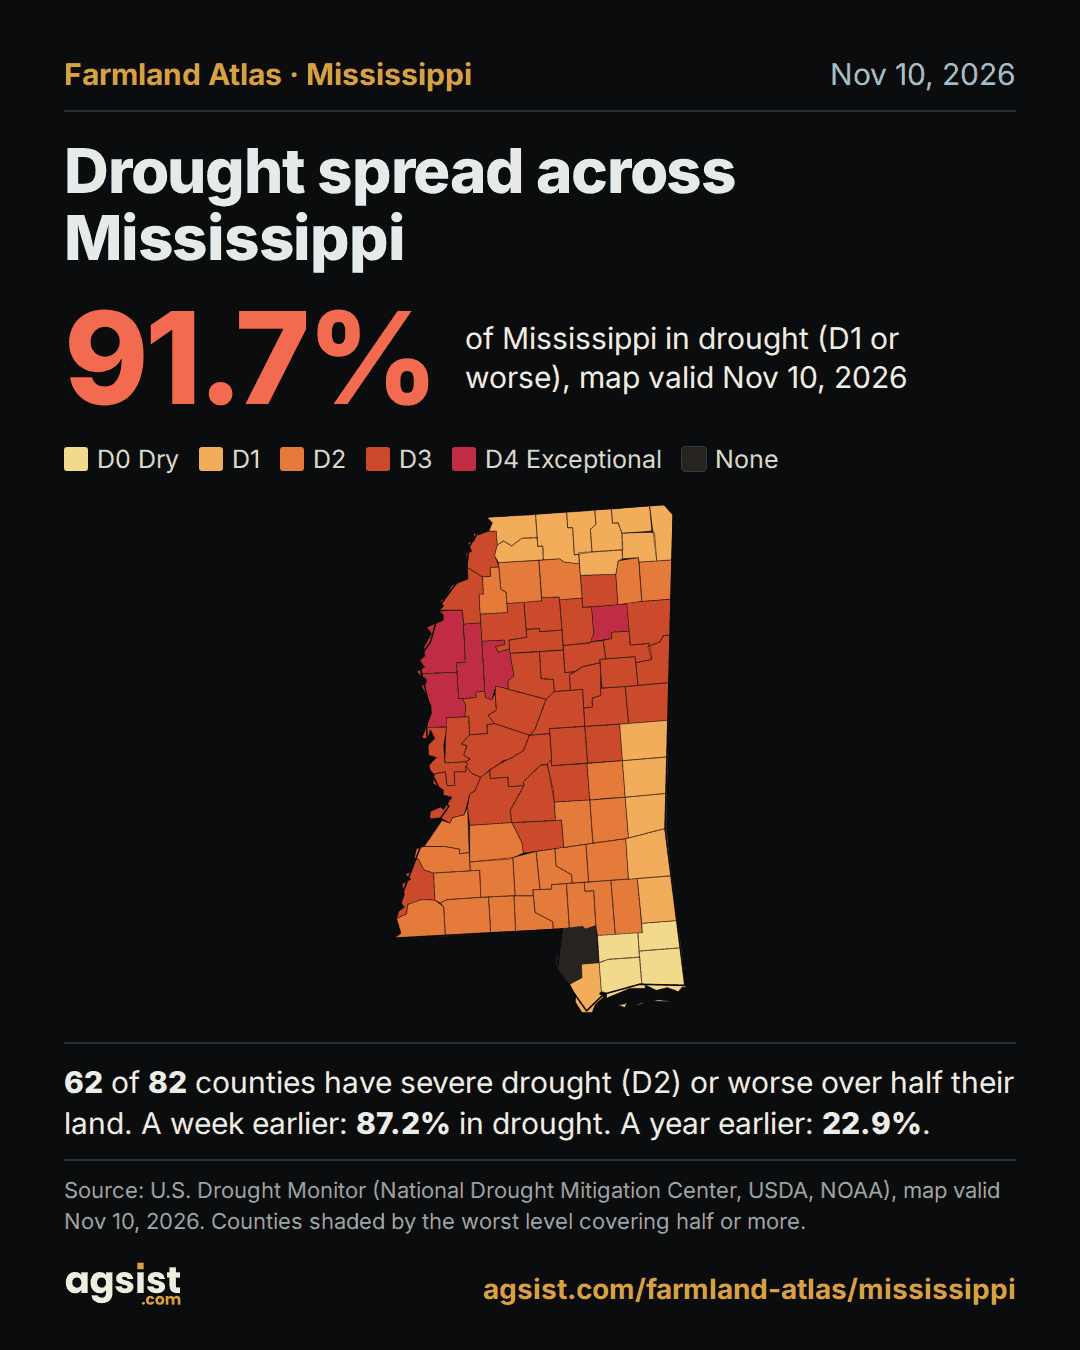 Farmland Atlas · Mississippi
Nov 10, 2026
Drought spread across
Mississippi
91.7%
of Mississippi in drought (D1 or
worse), map valid Nov 10, 2026
D0 Dry D1 D2 D3 D4 Exceptional None
62 of 82 counties have severe drought (D2) or worse over half their
land. A week earlier: 87.2% in drought. A year earlier: 22.9%.
Source: U.S. Drought Monitor (National Drought Mitigation Center, USDA, NOAA), map valid
Nov 10, 2026. Counties shaded by the worst level covering half or more.
agsist
.com
agsist.com/farmland-atlas/mississippi